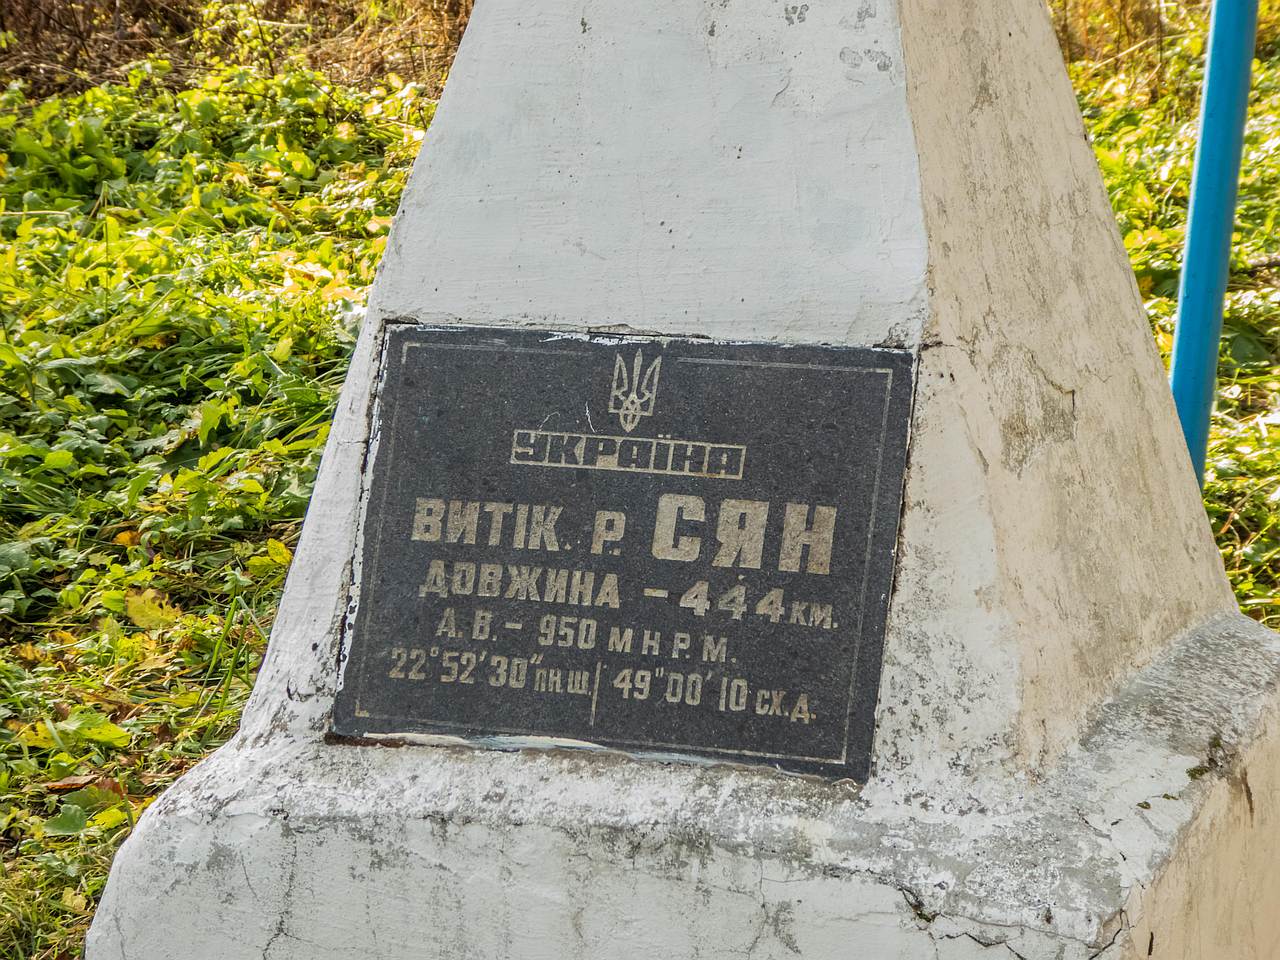 УКРАЇНА
ВИТІК. Р. СЯН
ДОВЖИНА - 444 КМ.
А.В. - 950 М Н Р. М.
22°52'30" ПН.Ш. 49"00'10 СХ.Д.